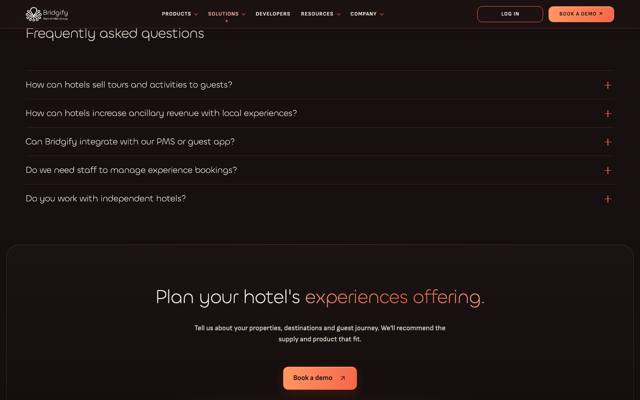 Bridgify
PRODUCTS SOLUTIONS DEVELOPERS RESOURCES COMPANY LOG IN BOOK A DEMO
Frequently asked questions
How can hotels sell tours and activities to guests?
How can hotels increase ancillary revenue with local experiences?
Can Bridgify integrate with our PMS or guest app?
Do we need staff to manage experience bookings?
Do you work with independent hotels?
Plan your hotel's experiences offering.
Tell us about your properties, destinations and guest journey. We'll recommend the
supply and product that fit.
Book a demo